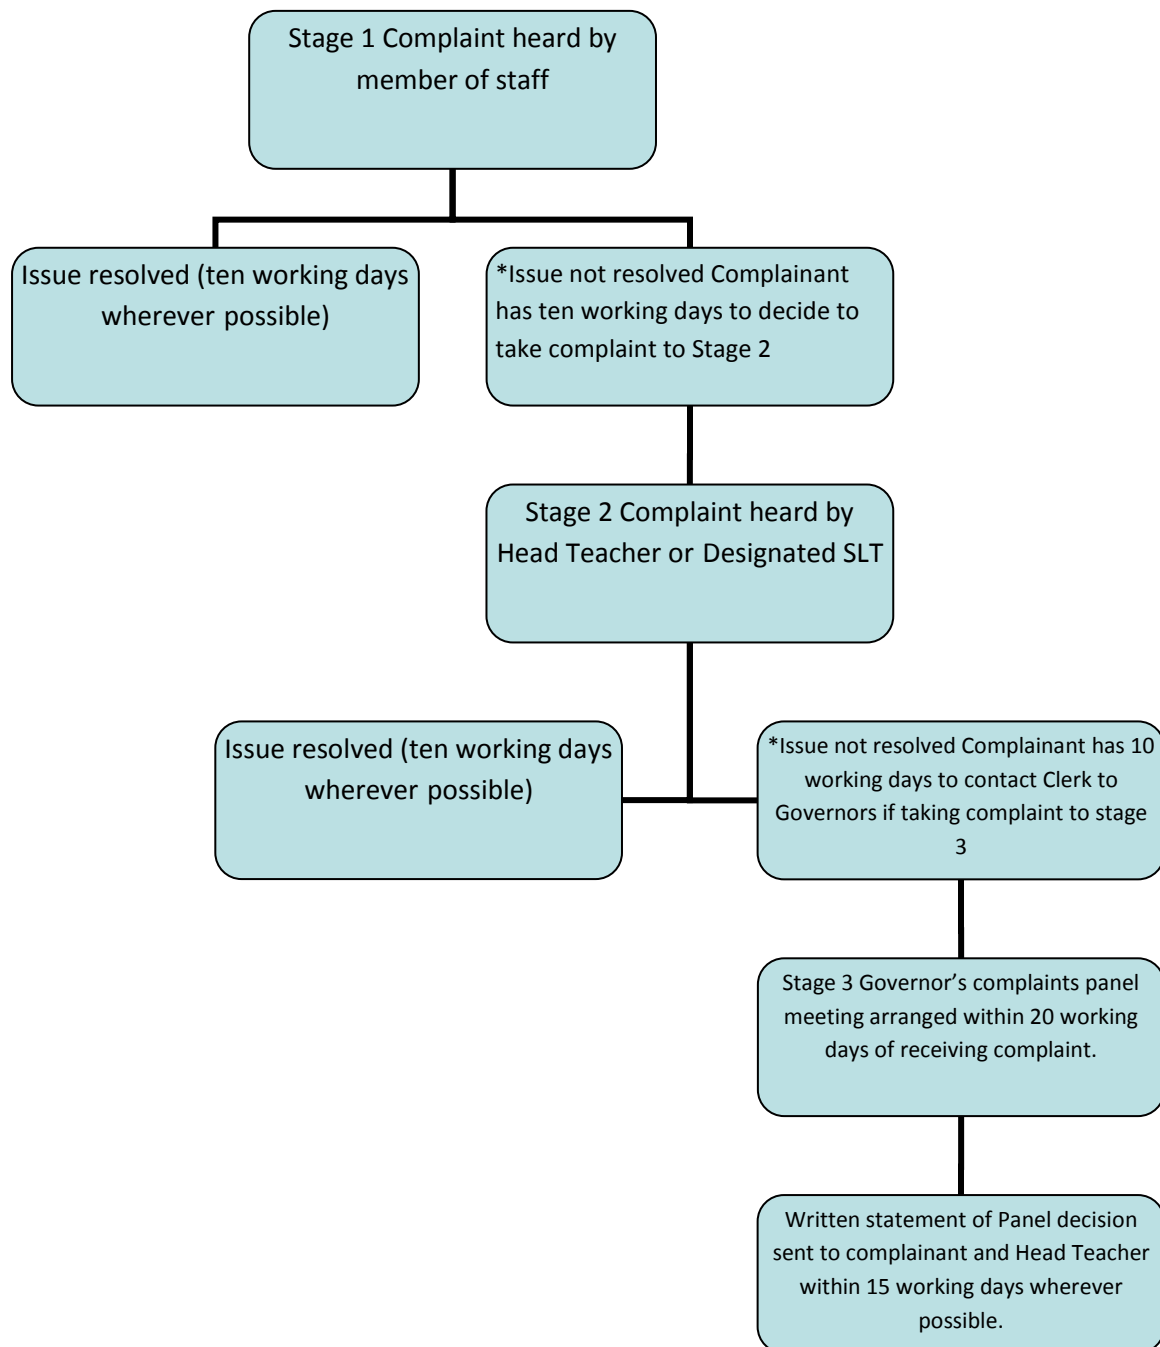 Stage 1 Complaint heard by
member of staff
Issue resolved (ten working days
wherever possible)
*Issue not resolved Complainant
has ten working days to decide to
take complaint to Stage 2
Stage 2 Complaint heard by
Head Teacher or Designated SLT
Issue resolved (ten working days
wherever possible)
*Issue not resolved Complainant has 10
working days to contact Clerk to
Governors if taking complaint to stage
3
Stage 3 Governor’s complaints panel
meeting arranged within 20 working
days of receiving complaint.
Written statement of Panel decision
sent to complainant and Head Teacher
within 15 working days wherever
possible.